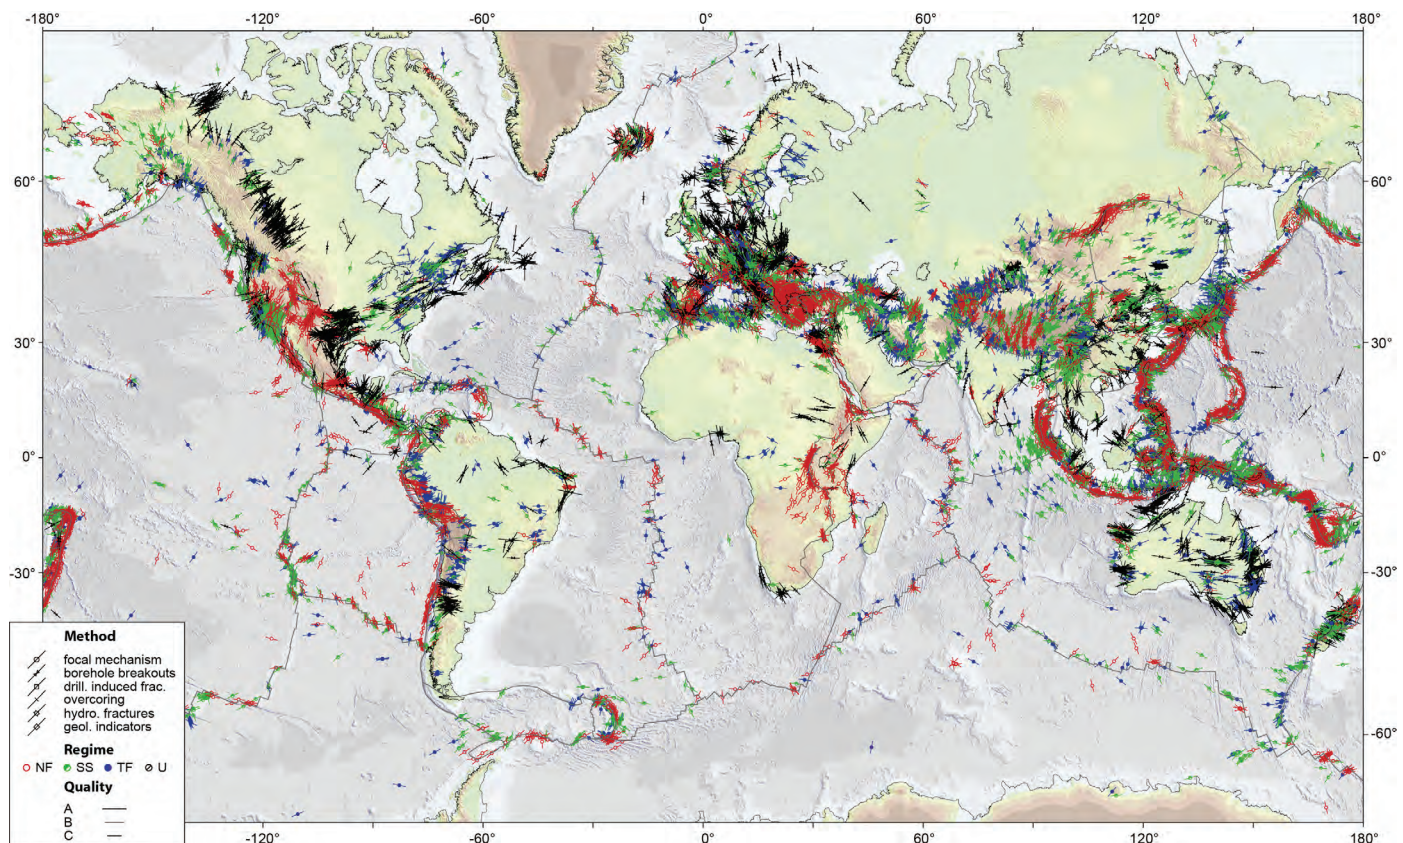 -180° -120° -60° 0° 60° 120° 180°
60° 60°
30° 30°
0° 0°
-30° -30°
-60°
Method
focal mechanism
borehole breakouts
drill. induced frac.
overcoring
hydro. fractures
geol. indicators
Regime
NF SS TF U
Quality
A
B
C
-120° -60° 0° 60° 120° 180°